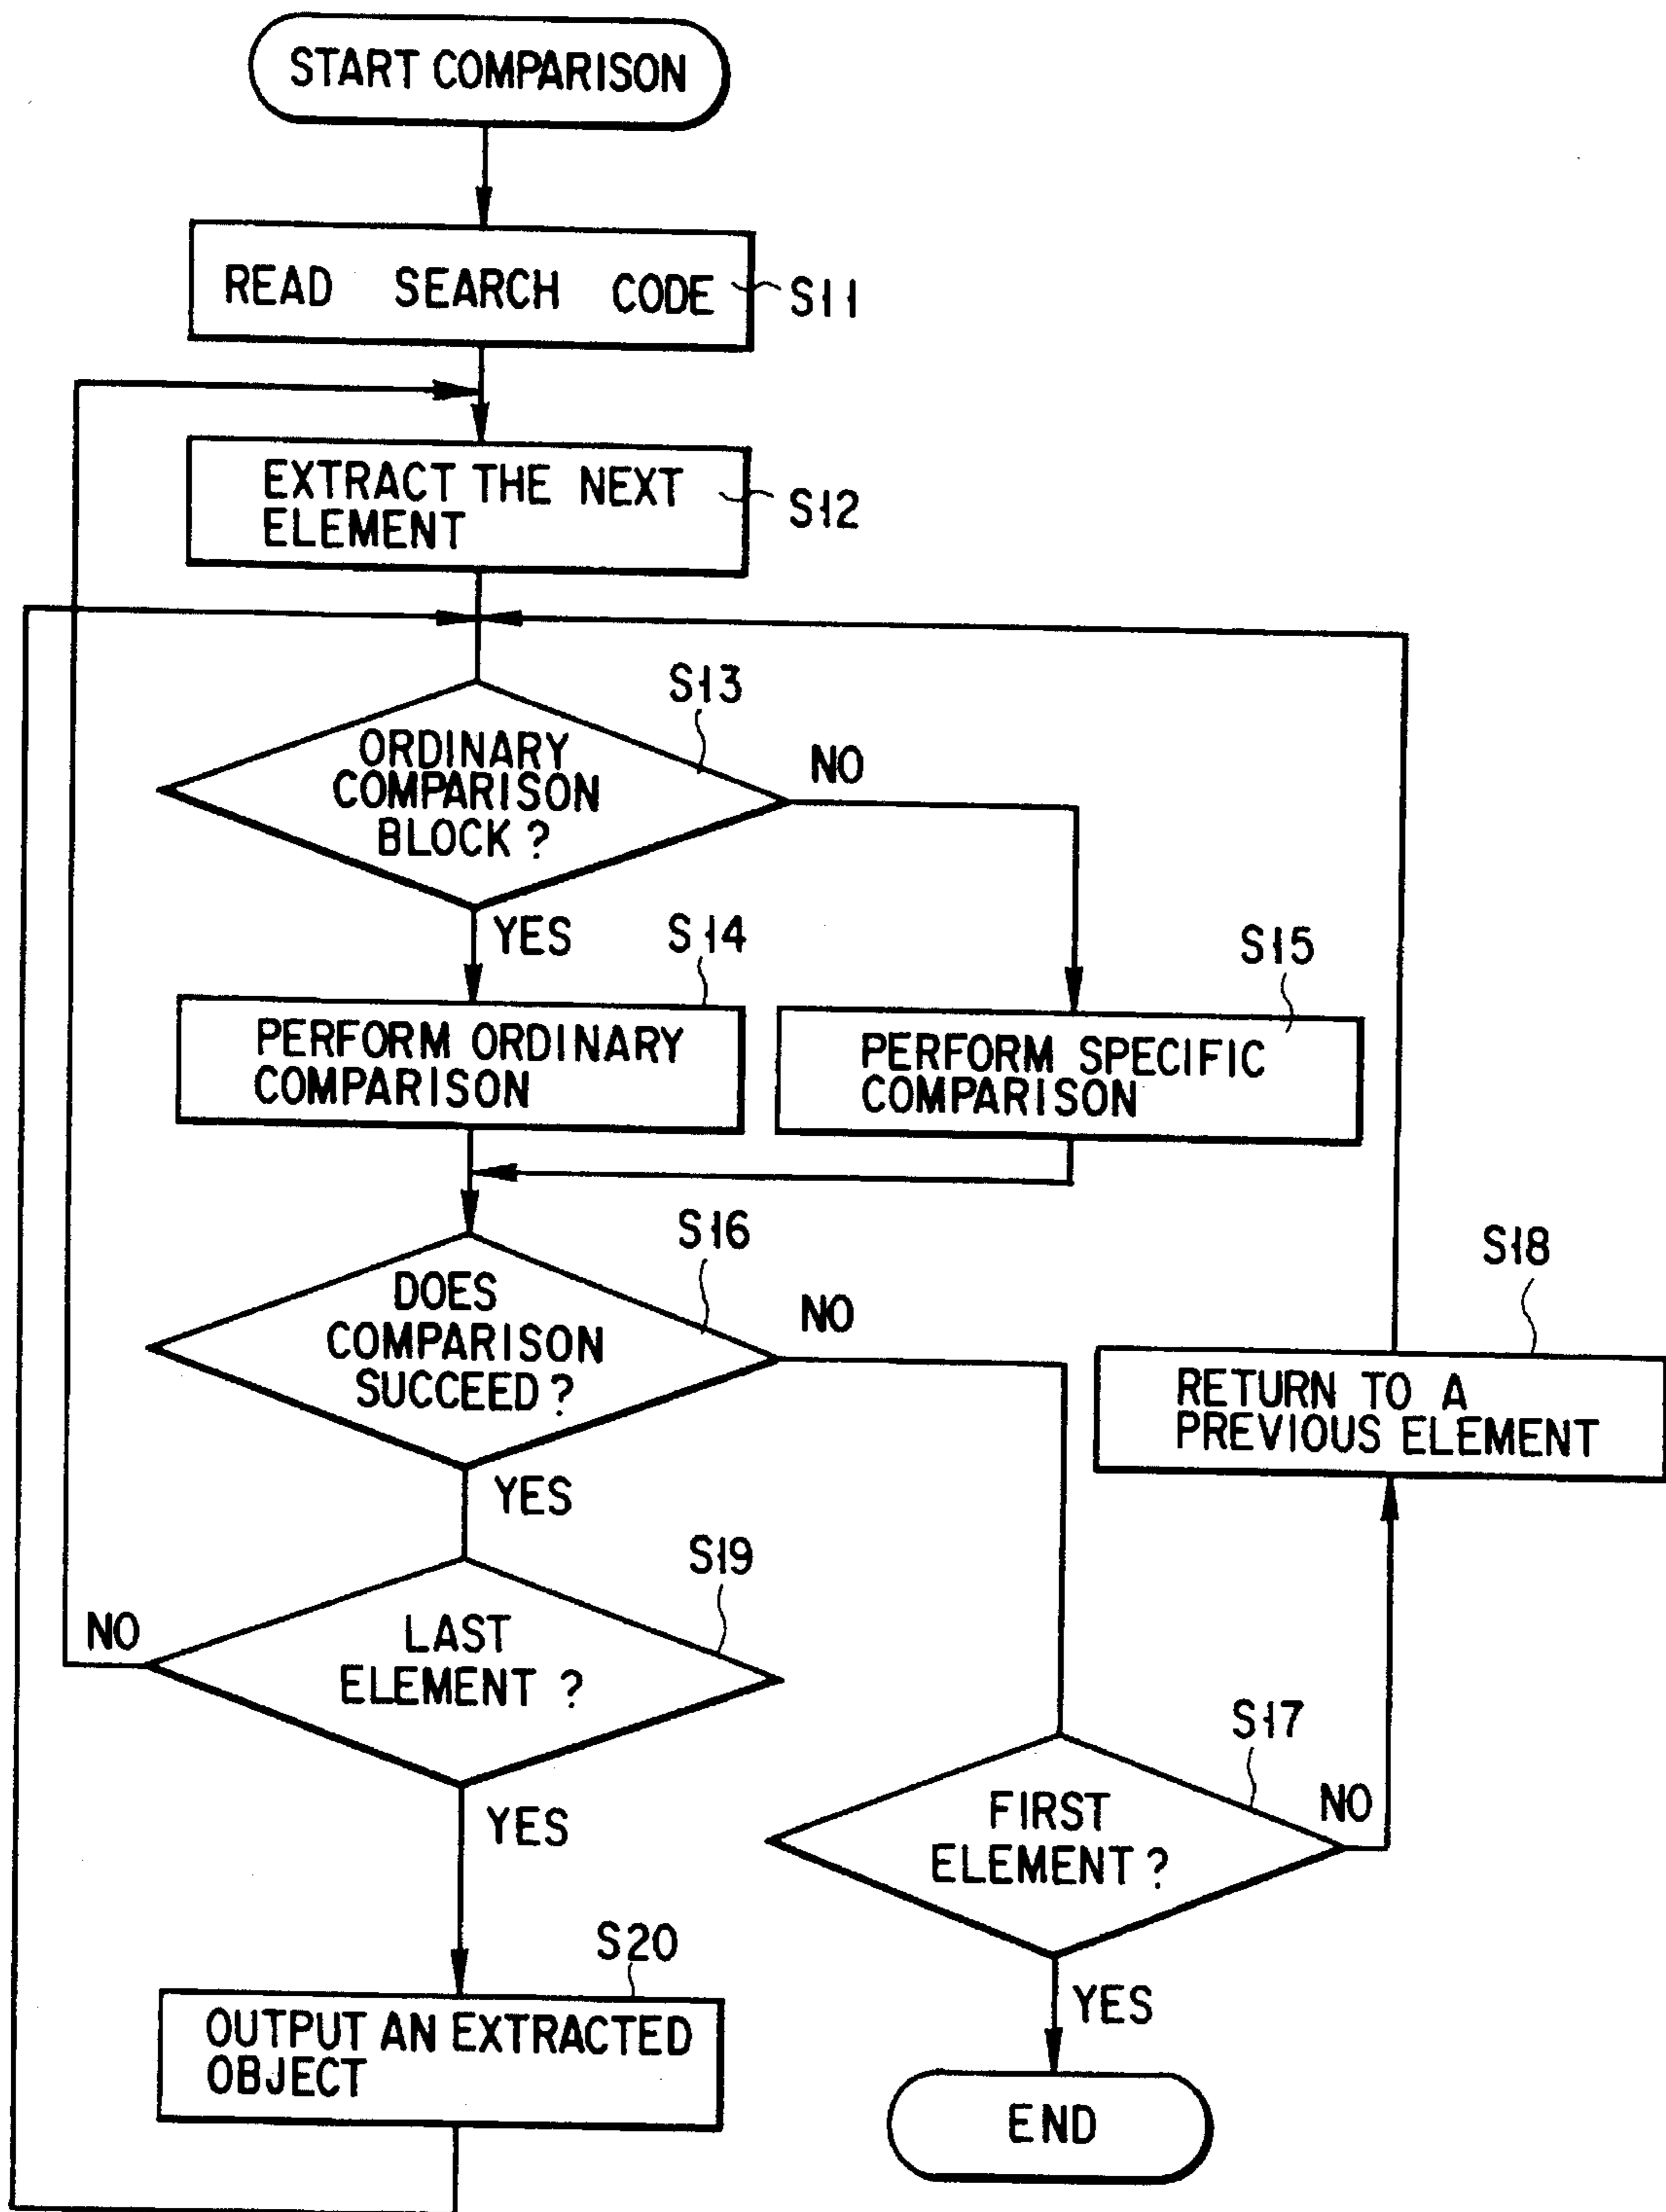 START COMPARISON
READ SEARCH CODE
S11
EXTRACT THE NEXT
ELEMENT
S12
S13
ORDINARY
COMPARISON
BLOCK ?
NO
YES
S14
S15
PERFORM ORDINARY
COMPARISON
PERFORM SPECIFIC
COMPARISON
S16
DOES
COMPARISON
SUCCEED ?
NO
YES
S18
RETURN TO A
PREVIOUS ELEMENT
S19
LAST
ELEMENT ?
NO
YES
S17
FIRST
ELEMENT ?
NO
YES
S20
OUTPUT AN EXTRACTED
OBJECT
END